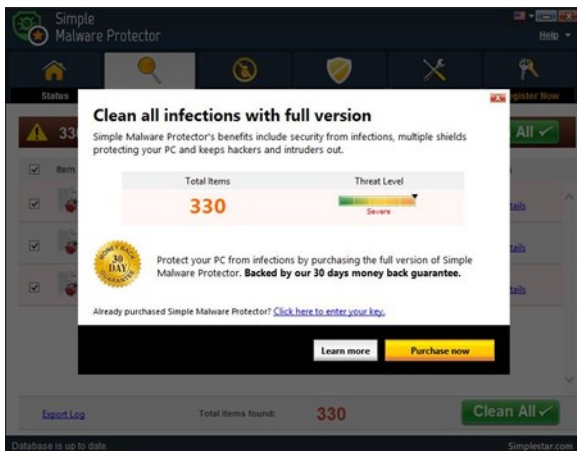 Simple
Malware Protector
Help
Status
Register Now
Clean all infections with full version
Simple Malware Protector's benefits include security from infections, multiple shields
protecting your PC and keeps hackers and intruders out.
33
All
Item
Total Items
Threat Level
330
Severe
MONEY BACK
30
DAY
GUARANTEE
Protect your PC from infections by purchasing the full version of Simple
Malware Protector. Backed by our 30 days money back guarantee.
Already purchased Simple Malware Protector? Click here to enter your key.
Learn more
Purchase now
Export Log
Total items found:
330
Clean All
Database is up to date
Simplestar.com